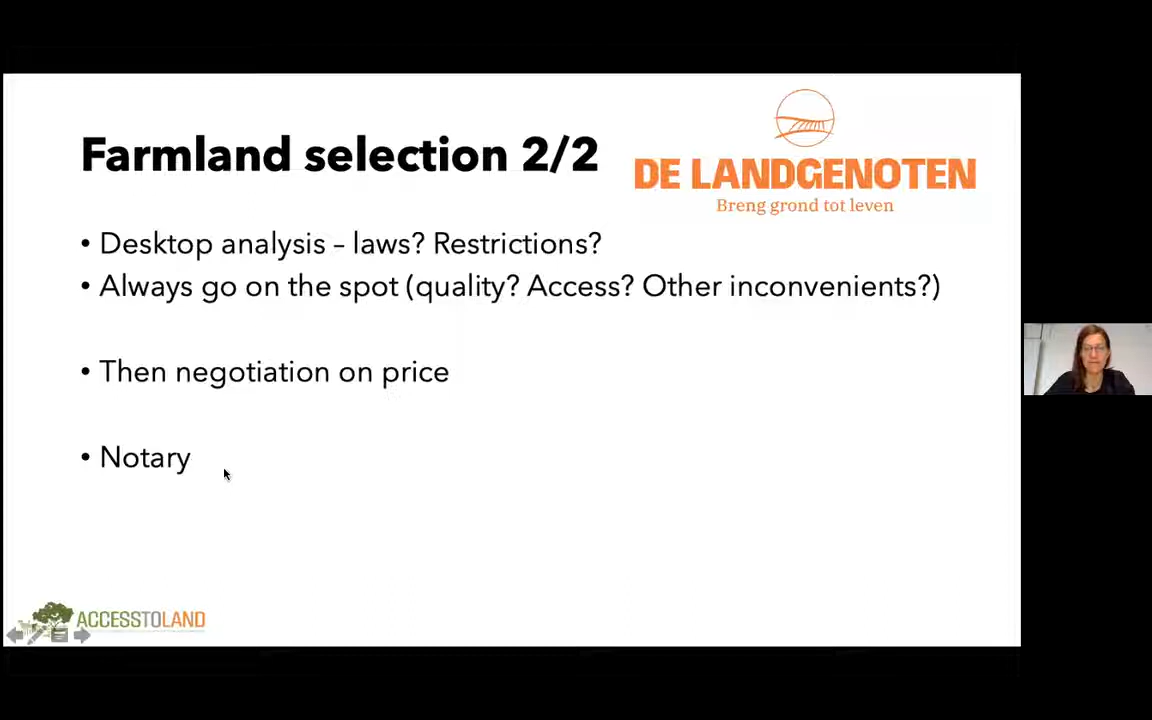 Farmland selection 2/2
DE LANDGENOTEN
Breng grond tot leven
• Desktop analysis – laws? Restrictions?
• Always go on the spot (quality? Access? Other inconvenients?)
• Then negotiation on price
• Notary
ACCESSTOLAND